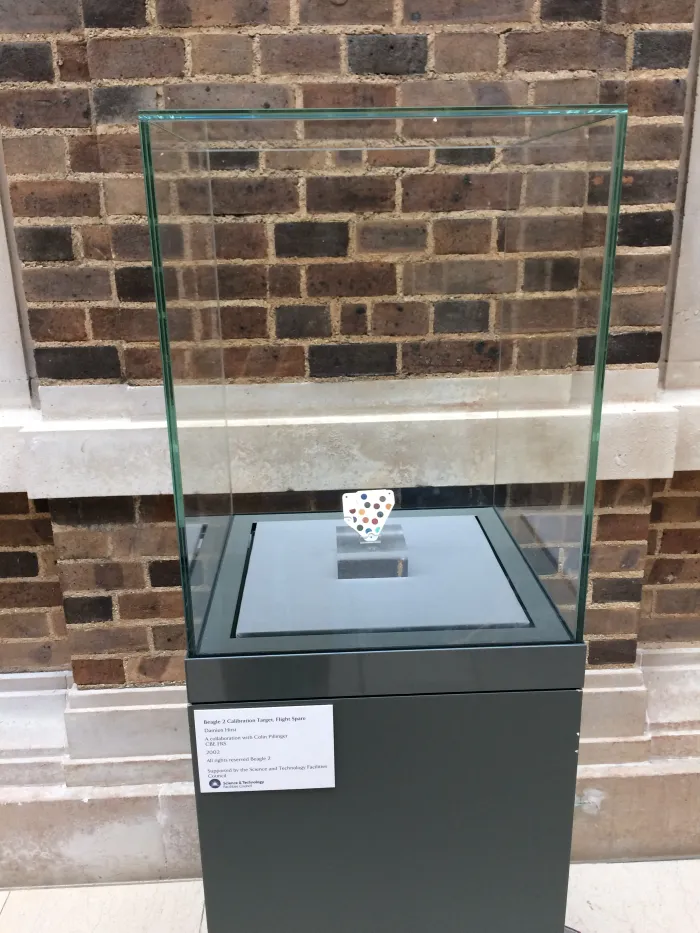 Beagle 2 Calibration Target, Flight Spare
Damien Hirst
A collaboration with Colin Pillinger
CBE FRS
2002
All rights reserved Beagle 2
Supported by the Science and Technology Facilities
Council
Science & Technology
Facilities Council